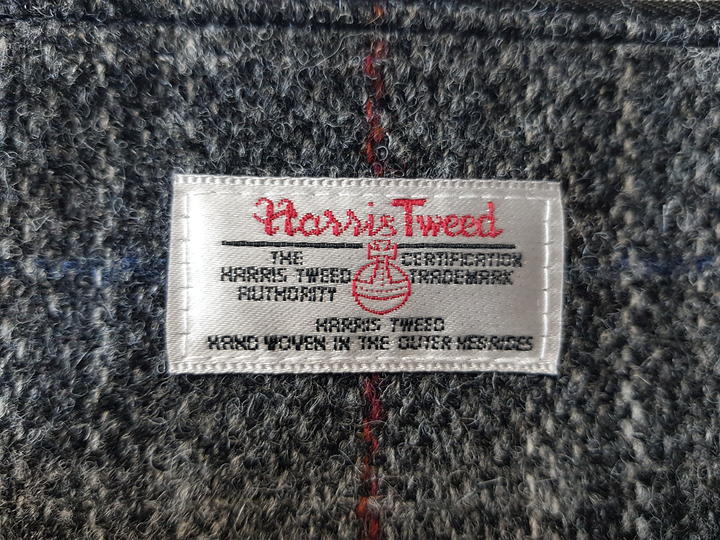 Harris Tweed
THE CERTIFICATION
HARRIS TWEED TRADEMARK
AUTHORITY
HARRIS TWEED
HAND WOVEN IN THE OUTER HEBRIDES